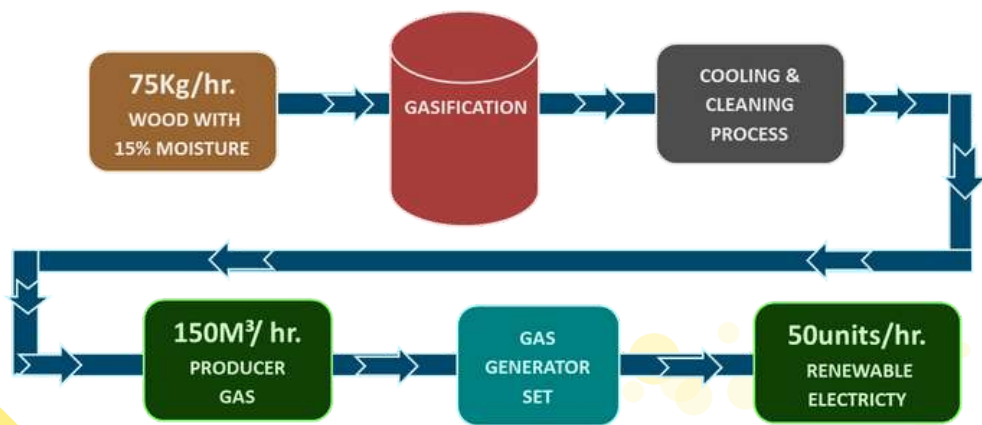 75Kg/hr.
WOOD WITH
15% MOISTURE
GASIFICATION
COOLING &
CLEANING
PROCESS
150M³/ hr.
PRODUCER
GAS
GAS
GENERATOR
SET
50units/hr.
RENEWABLE
ELECTRICTY